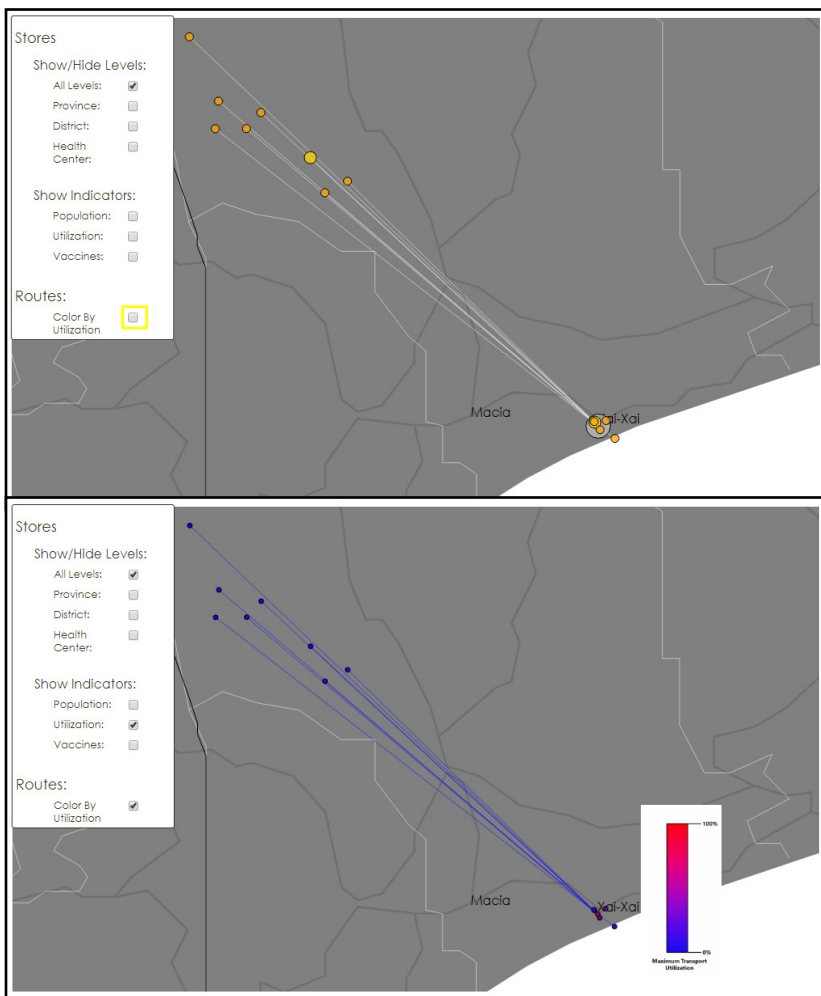 Stores
Show/Hide Levels:
All Levels:
Province:
District:
Health
Center:
Show Indicators:
Population:
Utilization:
Vaccines:
Routes:
Color By
Utilization
Macia
Xai-Xai
Stores
Show/Hide Levels:
All Levels:
Province:
District:
Health
Center:
Show Indicators:
Population:
Utilization:
Vaccines:
Routes:
Color By
Utilization
Macia
Xai-Xai
100%
0%
Maximum Transport
Utilization